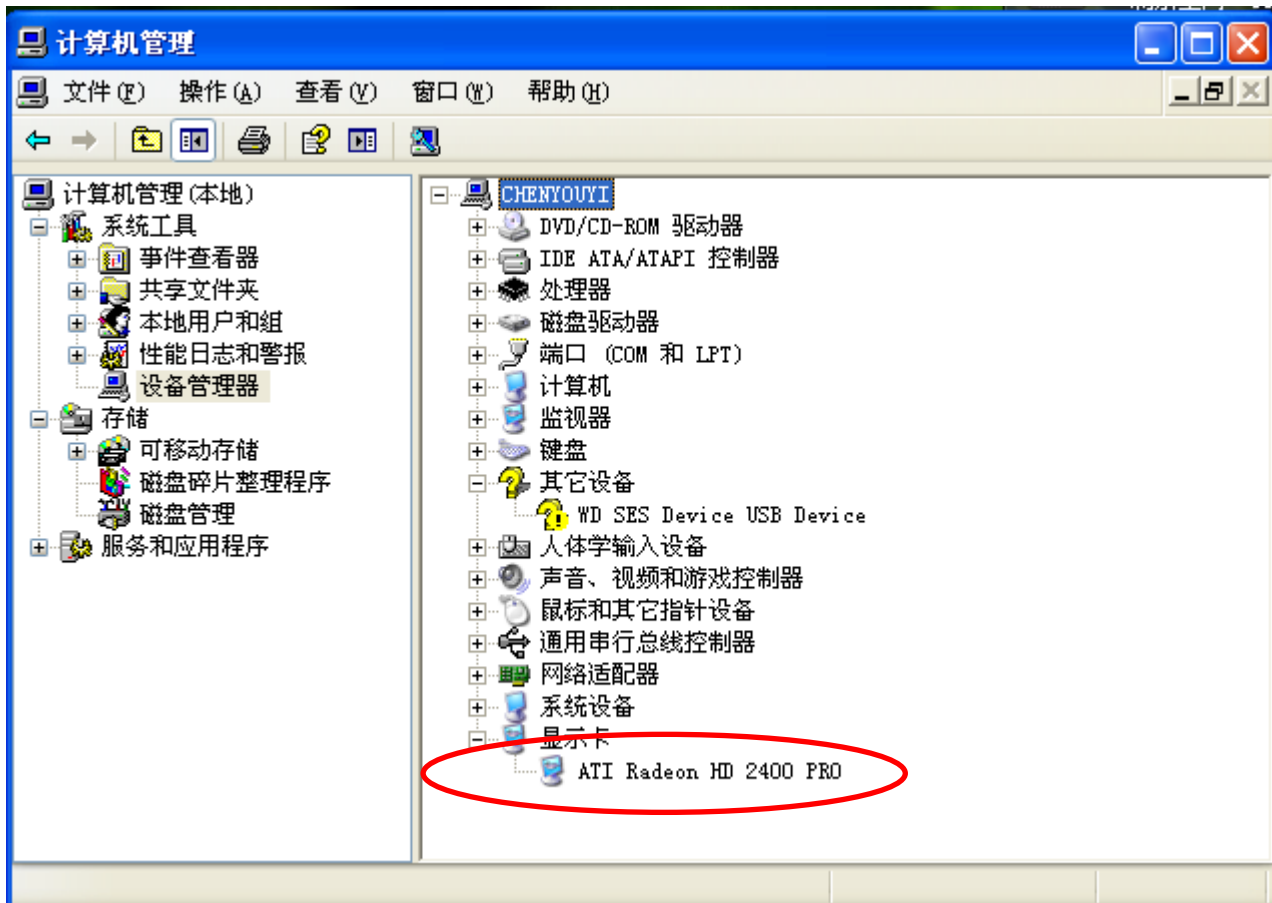 计算机管理
文件(F) 操作(A) 查看(V) 窗口(W) 帮助(H)
计算机管理(本地)
系统工具
事件查看器
共享文件夹
本地用户和组
性能日志和警报
设备管理器
存储
可移动存储
磁盘碎片整理程序
磁盘管理
服务和应用程序
CHENYOUYI
DVD/CD-ROM 驱动器
IDE ATA/ATAPI 控制器
处理器
磁盘驱动器
端口 (COM 和 LPT)
计算机
监视器
键盘
其它设备
WD SES Device USB Device
人体学输入设备
声音、视频和游戏控制器
鼠标和其它指针设备
通用串行总线控制器
网络适配器
系统设备
显示卡
ATI Radeon HD 2400 PRO